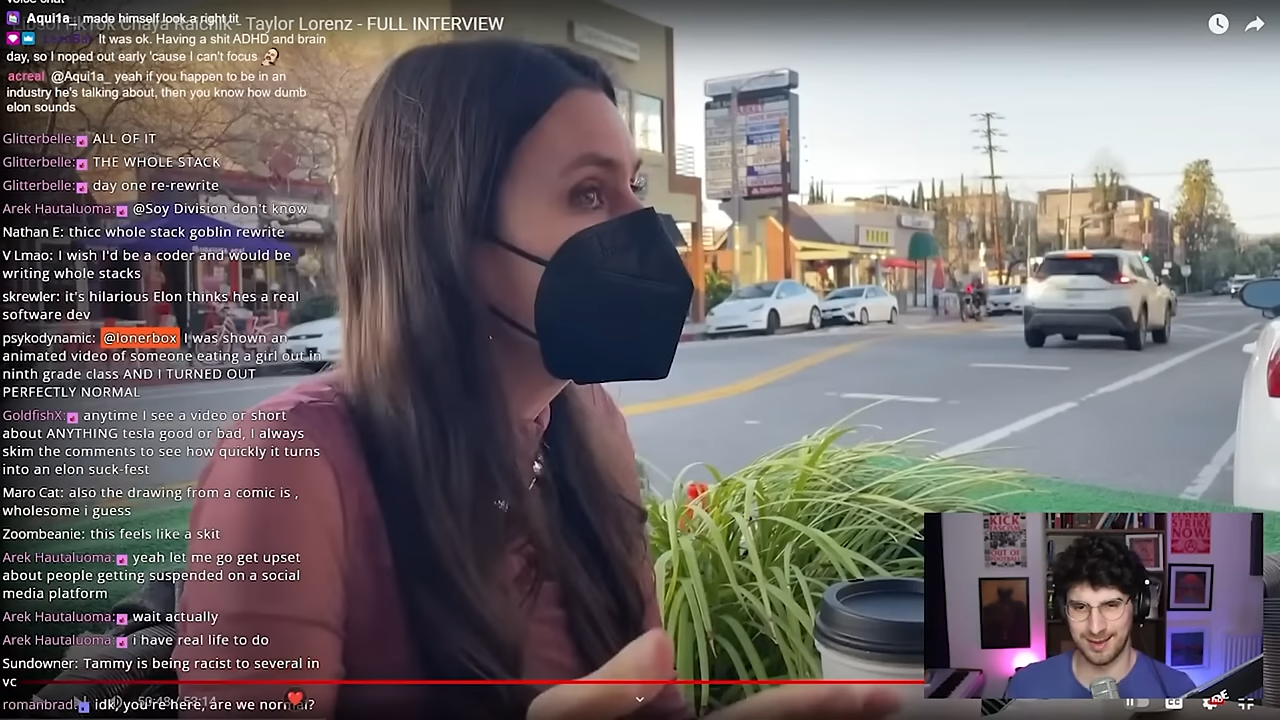 voice chat
Aqui1a_ made himself look a right tit
Chaya Raichik - Taylor Lorenz - FULL INTERVIEW
It was ok. Having a shit ADHD and brain
day, so I noped out early 'cause I can't focus
acreal @Aqui1a_ yeah if you happen to be in an
industry he's talking about, then you know how dumb
elon sounds
Glitterbelle: ALL OF IT
Glitterbelle: THE WHOLE STACK
Glitterbelle: day one re-rewrite
Arek Hautaluoma: @Soy Division don't know
Nathan E: thicc whole stack goblin rewrite
V Lmao: I wish I'd be a coder and would be
writing whole stacks
skrewler: it's hilarious Elon thinks hes a real
software dev
psykodynamic: @lonerbox I was shown an
animated video of someone eating a girl out in
ninth grade class AND I TURNED OUT
PERFECTLY NORMAL
GoldfishX: anytime I see a video or short
about ANYTHING tesla good or bad, I always
skim the comments to see how quickly it turns
into an elon suck-fest
Maro Cat: also the drawing from a comic is ,
wholesome i guess
Zoombeanie: this feels like a skit
Arek Hautaluoma: yeah let me go get upset
about people getting suspended on a social
media platform
Arek Hautaluoma: wait actually
Arek Hautaluoma: i have real life to do
Sundowner: Tammy is being racist to several in
vc
romanbrad: idk, you're here, are we normal?
KICK
OUT OF
FOOTBALL
STRIKE
NOW!
CC